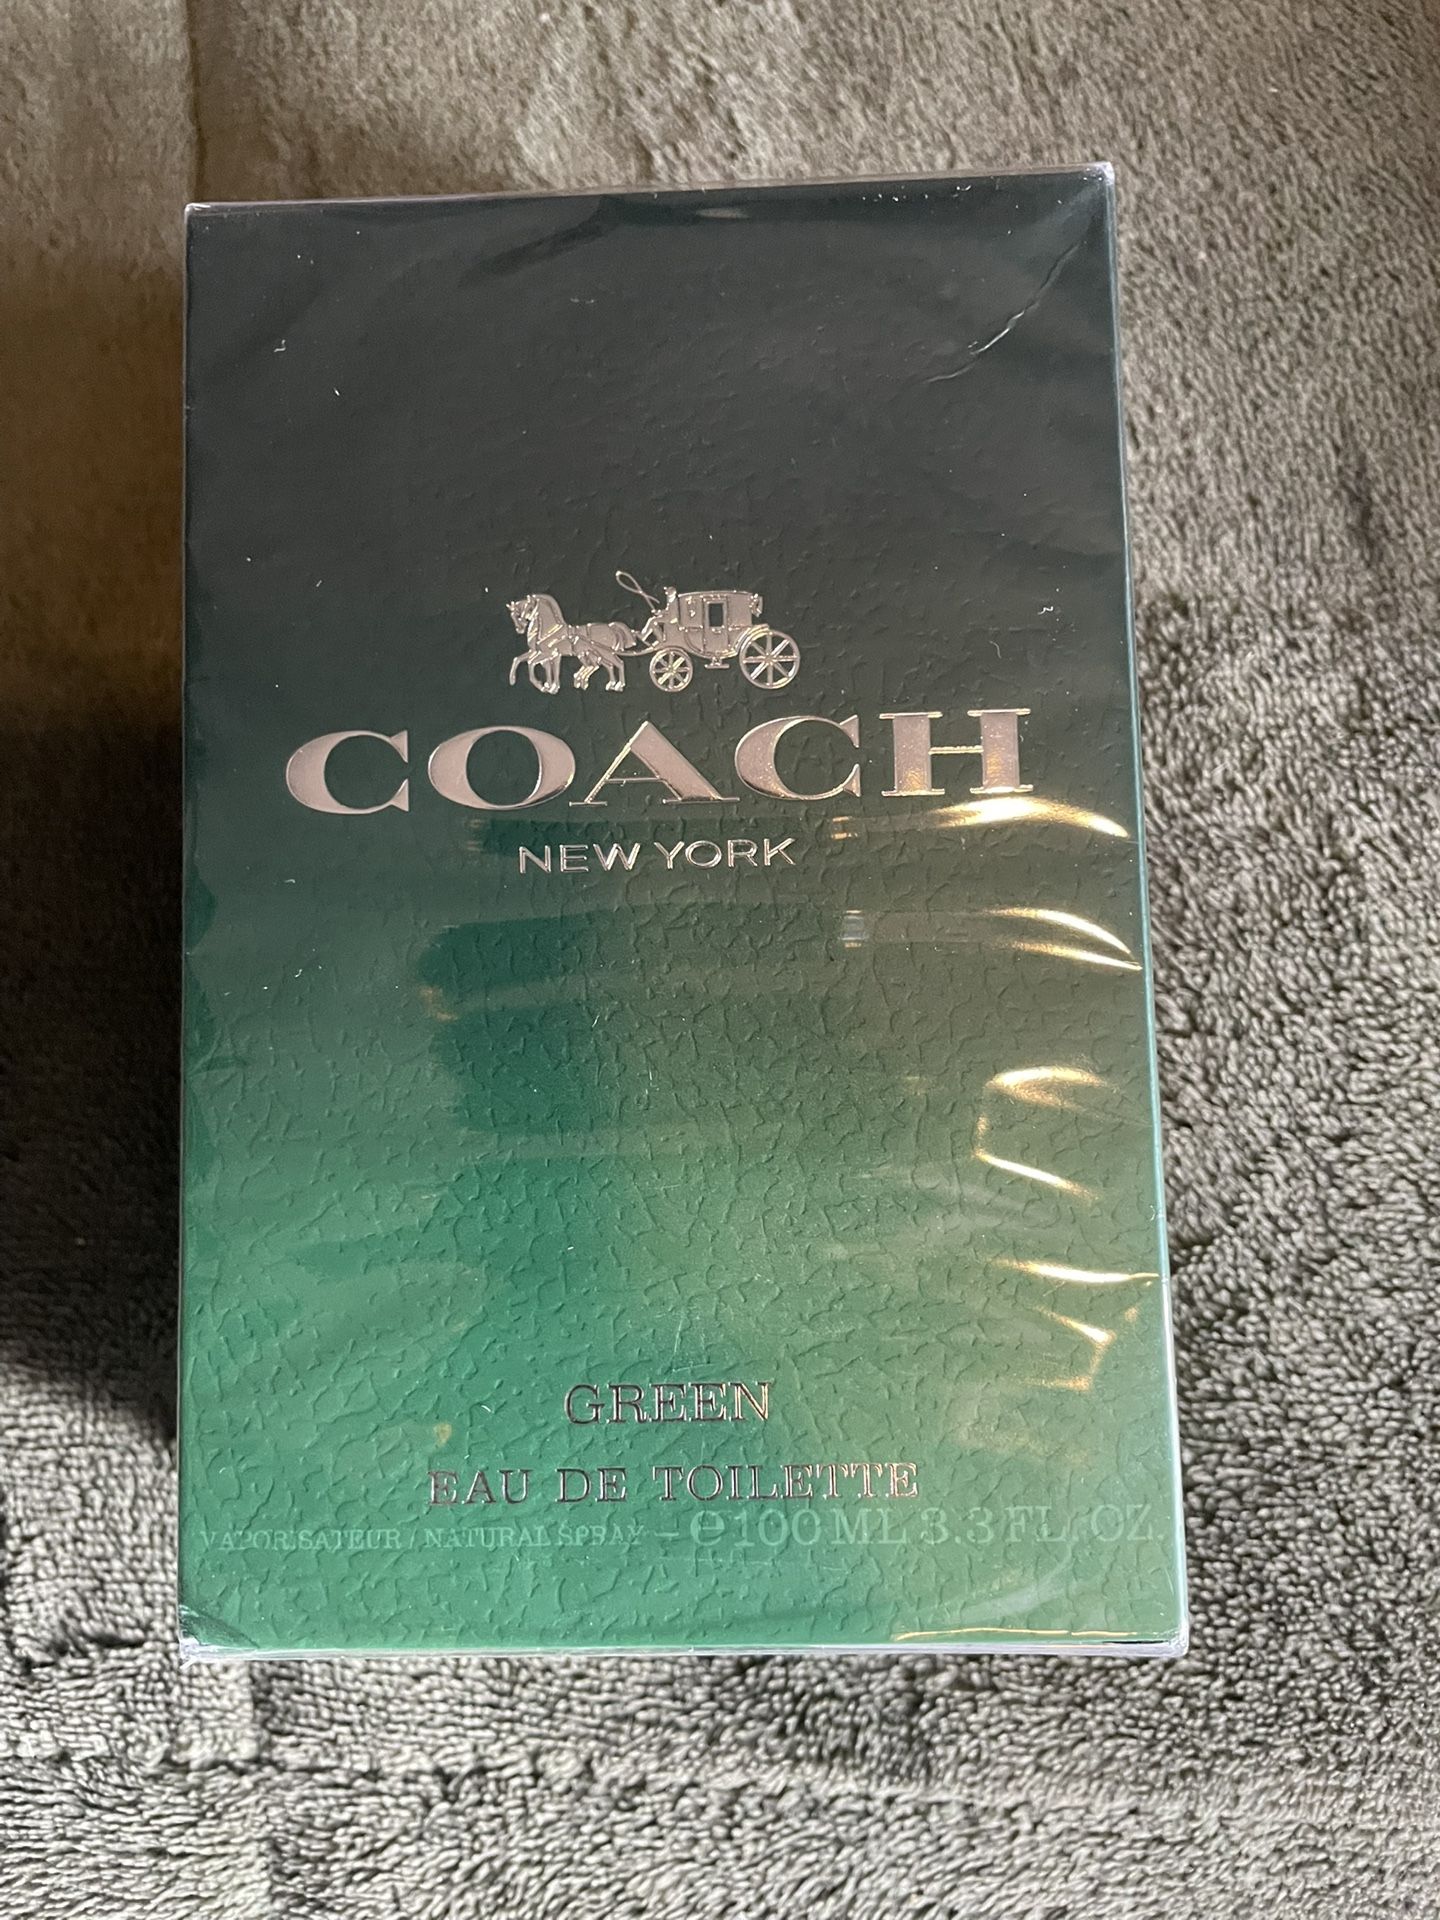 COACH
NEW YORK
GREEN
EAU DE TOILETTE
VAPORISATEUR / NATURAL SPRAY - ℮100 ML 3.3 FL. OZ.